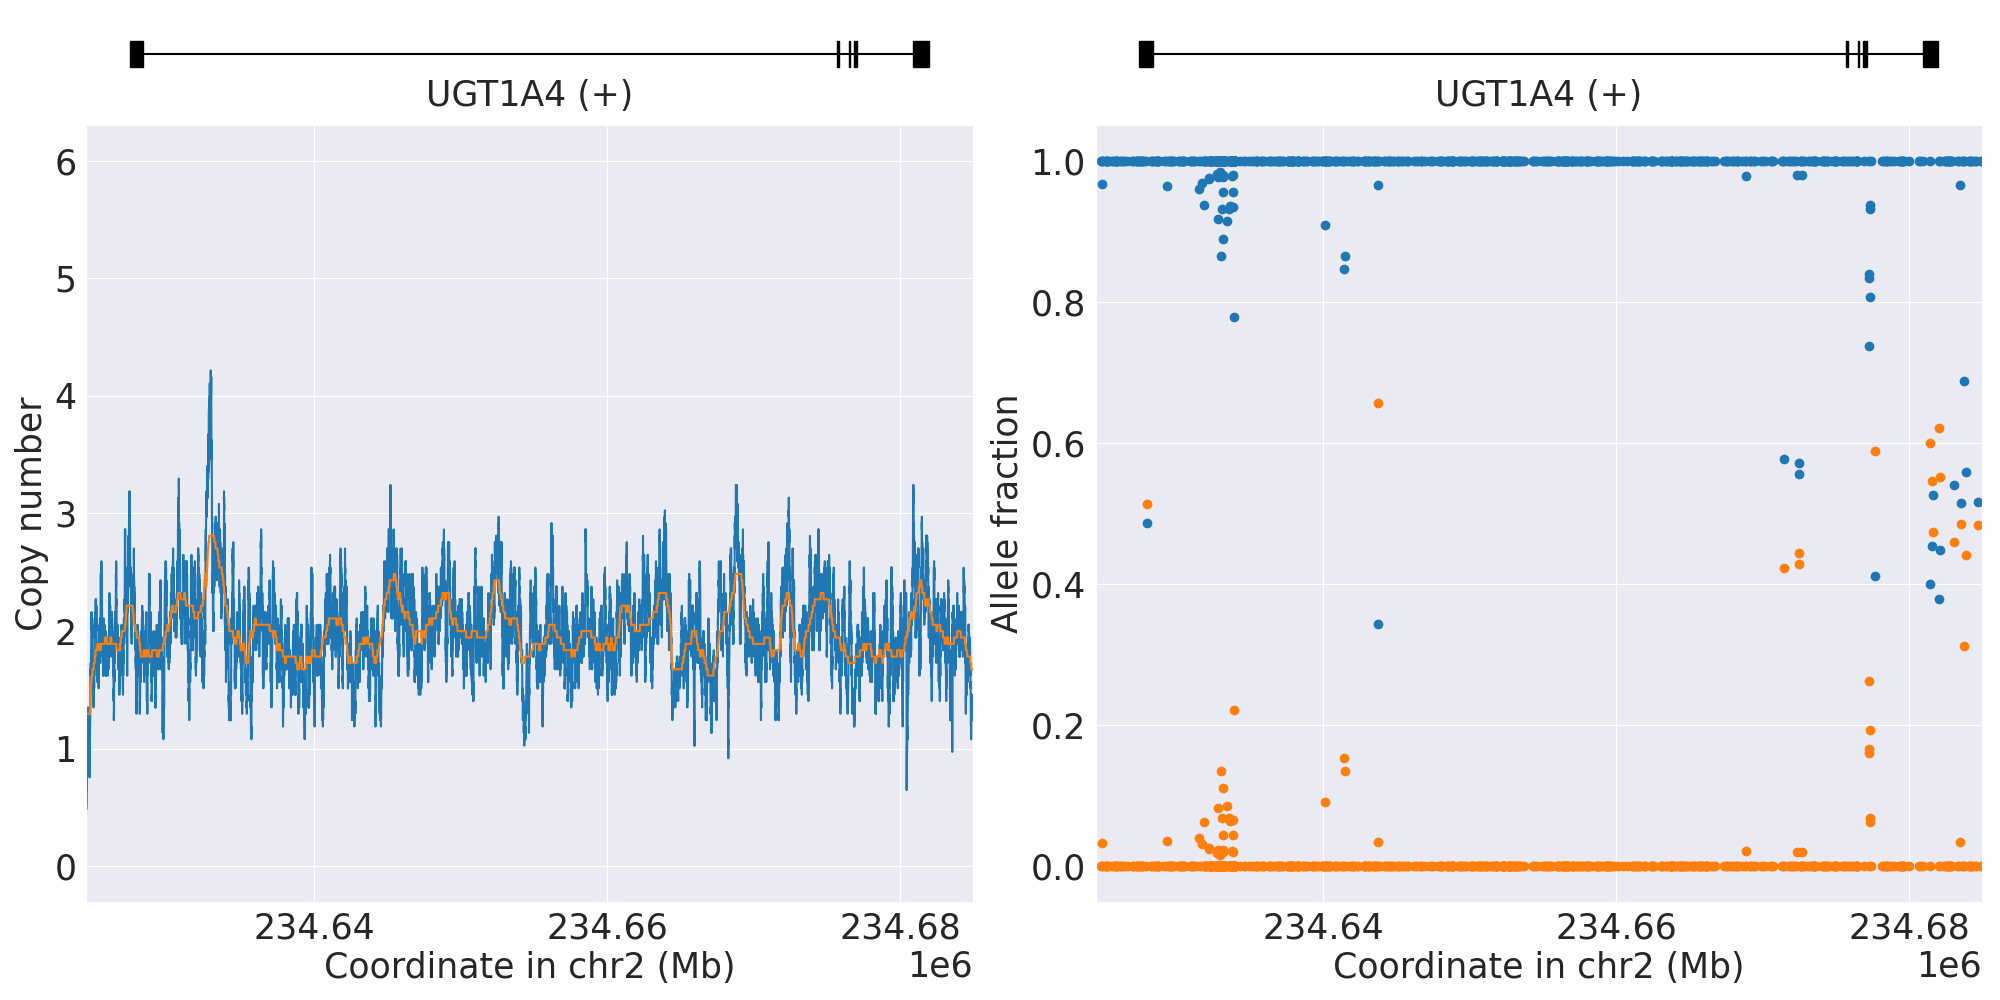 UGT1A4 (+)
Copy number
6
5
4
3
2
1
0
234.64
234.66
234.68
Coordinate in chr2 (Mb)
1e6
UGT1A4 (+)
Allele fraction
1.0
0.8
0.6
0.4
0.2
0.0
234.64
234.66
234.68
Coordinate in chr2 (Mb)
1e6